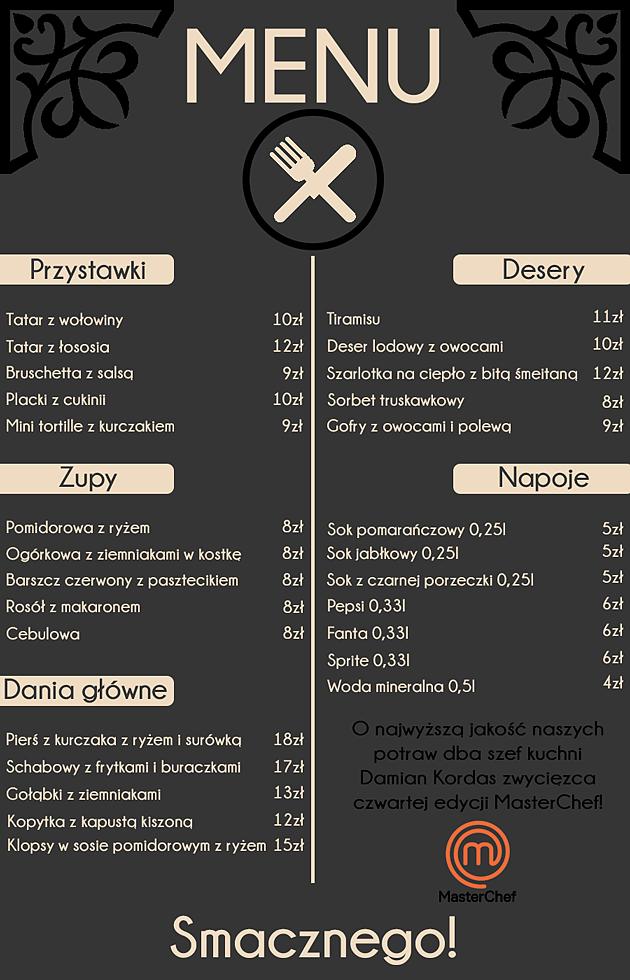 MENU
Przystawki
Tatar z wołowiny 10zł
Tatar z łososia 12zł
Bruschetta z salsą 9zł
Placki z cukinii 10zł
Mini tortille z kurczakiem 9zł
Zupy
Pomidorowa z ryżem 8zł
Ogórkowa z ziemniakami w kostkę 8zł
Barszcz czerwony z pasztecikiem 8zł
Rosół z makaronem 8zł
Cebulowa 8zł
Dania główne
Pierś z kurczaka z ryżem i surówką 18zł
Schabowy z frytkami i buraczkami 17zł
Gołąbki z ziemniakami 13zł
Kopytka z kapustą kiszoną 12zł
Klopsy w sosie pomidorowym z ryżem 15zł
Desery
Tiramisu 11zł
Deser lodowy z owocami 10zł
Szarlotka na ciepło z bitą śmeitaną 12zł
Sorbet truskawkowy 8zł
Gofry z owocami i polewą 9zł
Napoje
Sok pomarańczowy 0,25l 5zł
Sok jabłkowy 0,25l 5zł
Sok z czarnej porzeczki 0,25l 5zł
Pepsi 0,33l 6zł
Fanta 0,33l 6zł
Sprite 0,33l 6zł
Woda mineralna 0,5l 4zł
O najwyższą jakość naszych
potraw dba szef kuchni
Damian Kordas zwycięzca
czwartej edycji MasterChef!
m
MasterChef
Smacznego!